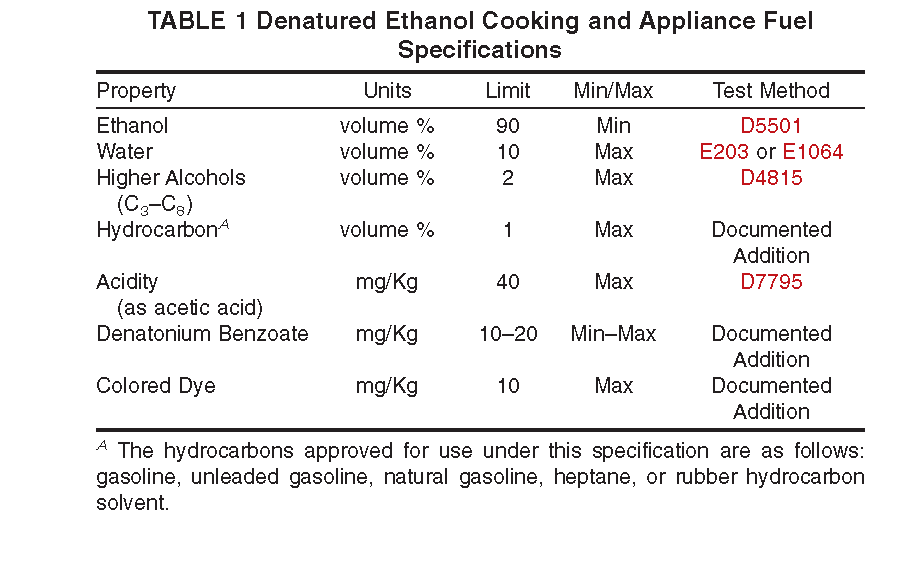 TABLE 1 Denatured Ethanol Cooking and Appliance Fuel
Specifications
Property Units Limit Min/Max Test Method
Ethanol volume % 90 Min D5501
Water volume % 10 Max E203 or E1064
Higher Alcohols volume % 2 Max D4815
(C3–C8)
HydrocarbonA volume % 1 Max Documented
Addition
Acidity mg/Kg 40 Max D7795
(as acetic acid)
Denatonium Benzoate mg/Kg 10–20 Min–Max Documented
Addition
Colored Dye mg/Kg 10 Max Documented
Addition
A The hydrocarbons approved for use under this specification are as follows:
gasoline, unleaded gasoline, natural gasoline, heptane, or rubber hydrocarbon
solvent.